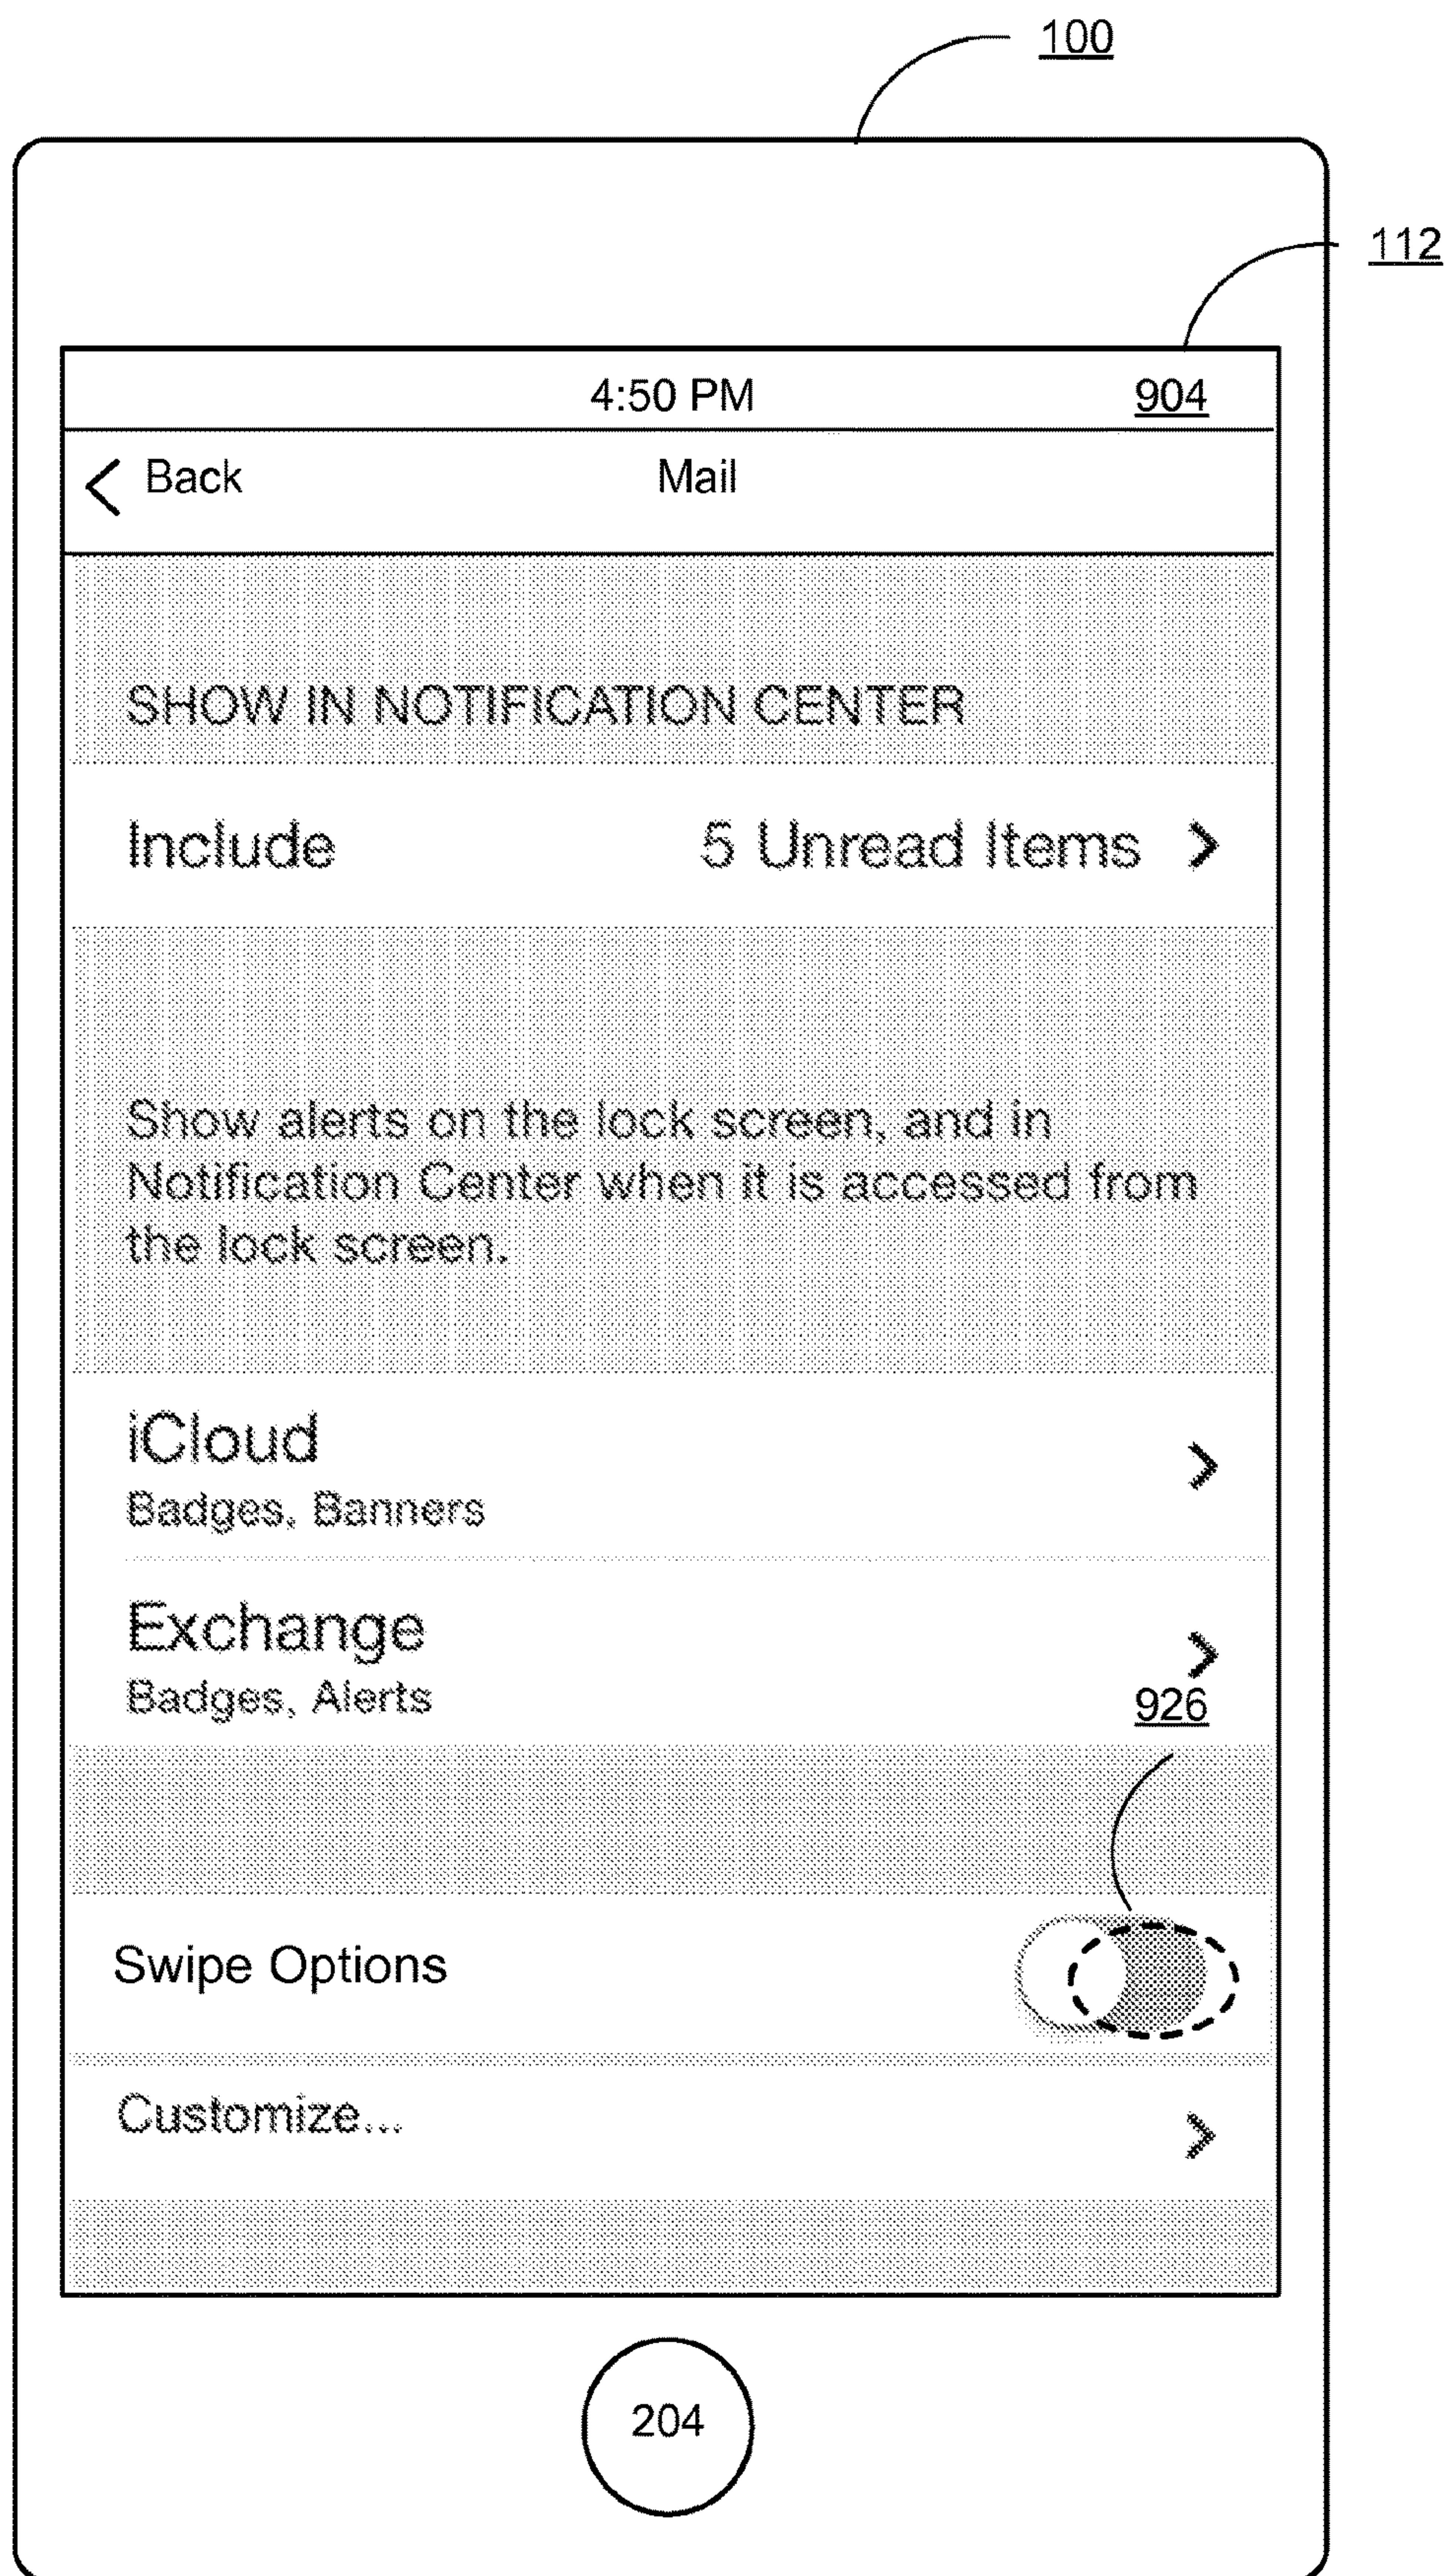 100
112
4:50 PM 904
Back Mail
SHOW IN NOTIFICATION CENTER
Include 5 Unread Items
Show alerts on the lock screen, and in
Notification Center when it is accessed from
the lock screen.
iCloud
Badges, Banners
Exchange
Badges, Alerts
926
Swipe Options
Customize...
204